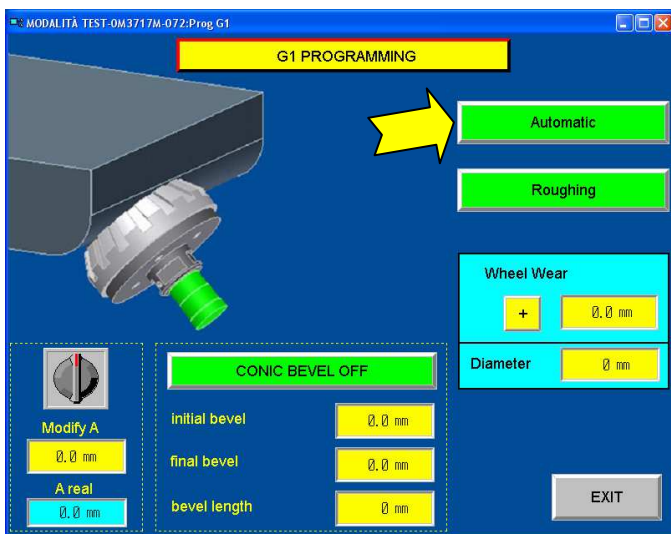 MODALITÀ TEST-0M3717M-072:Prog G1
G1 PROGRAMMING
Automatic
Roughing
Wheel Wear
+ 0.0 mm
Diameter 0 mm
CONIC BEVEL OFF
initial bevel 0.0 mm
final bevel 0.0 mm
bevel length 0 mm
Modify A
0.0 mm
A real
0.0 mm
EXIT